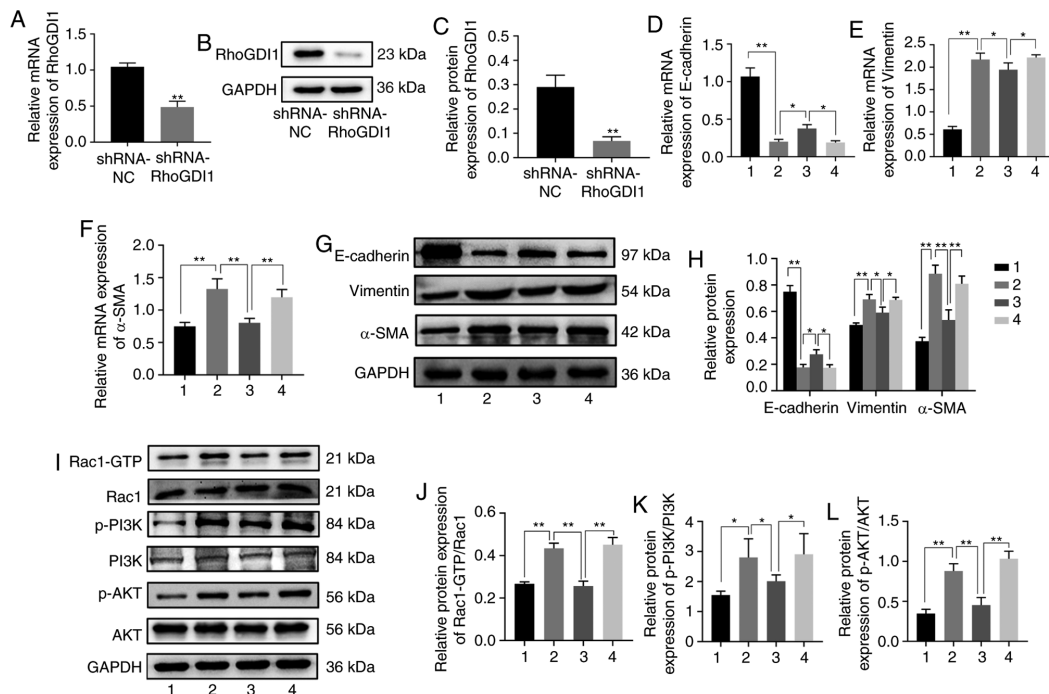 A
Relative mRNA
expression of RhoGDI1
1.5
1.0
0.5
0.0
**
shRNA-
NC
shRNA-
RhoGDI1
B
RhoGDI1
23 kDa
GAPDH
36 kDa
shRNA-
NC
shRNA-
RhoGDI1
C
Relative protein
expression of RhoGDI1
0.5
0.4
0.3
0.2
0.1
0.0
**
shRNA-
NC
shRNA-
RhoGDI1
D
Relative mRNA
expression of E-cadherin
1.5
1.0
0.5
0.0
**
*
*
1 2 3 4
E
Relative mRNA
expression of Vimentin
2.5
2.0
1.5
1.0
0.5
0.0
**
*
*
1 2 3 4
F
Relative mRNA expression
of α-SMA
2.0
1.5
1.0
0.5
0.0
** ** **
1 2 3 4
G
E-cadherin
97 kDa
Vimentin
54 kDa
α-SMA
42 kDa
GAPDH
36 kDa
1 2 3 4
H
Relative protein
expression
1.0
0.8
0.6
0.4
0.2
0.0
**
*
*
** * *
** ** **
E-cadherin Vimentin α-SMA
1
2
3
4
I
Rac1-GTP
21 kDa
Rac1
21 kDa
p-PI3K
84 kDa
PI3K
84 kDa
p-AKT
56 kDa
AKT
56 kDa
GAPDH
36 kDa
1 2 3 4
J
Relative protein expression
of Rac1-GTP/Rac1
0.6
0.4
0.2
0.0
** ** **
1 2 3 4
K
Relative protein
expression of p-PI3K/PI3K
4
3
2
1
0
* * *
1 2 3 4
L
Relative protein
expression of p-AKT/AKT
1.5
1.0
0.5
0.0
** ** **
1 2 3 4